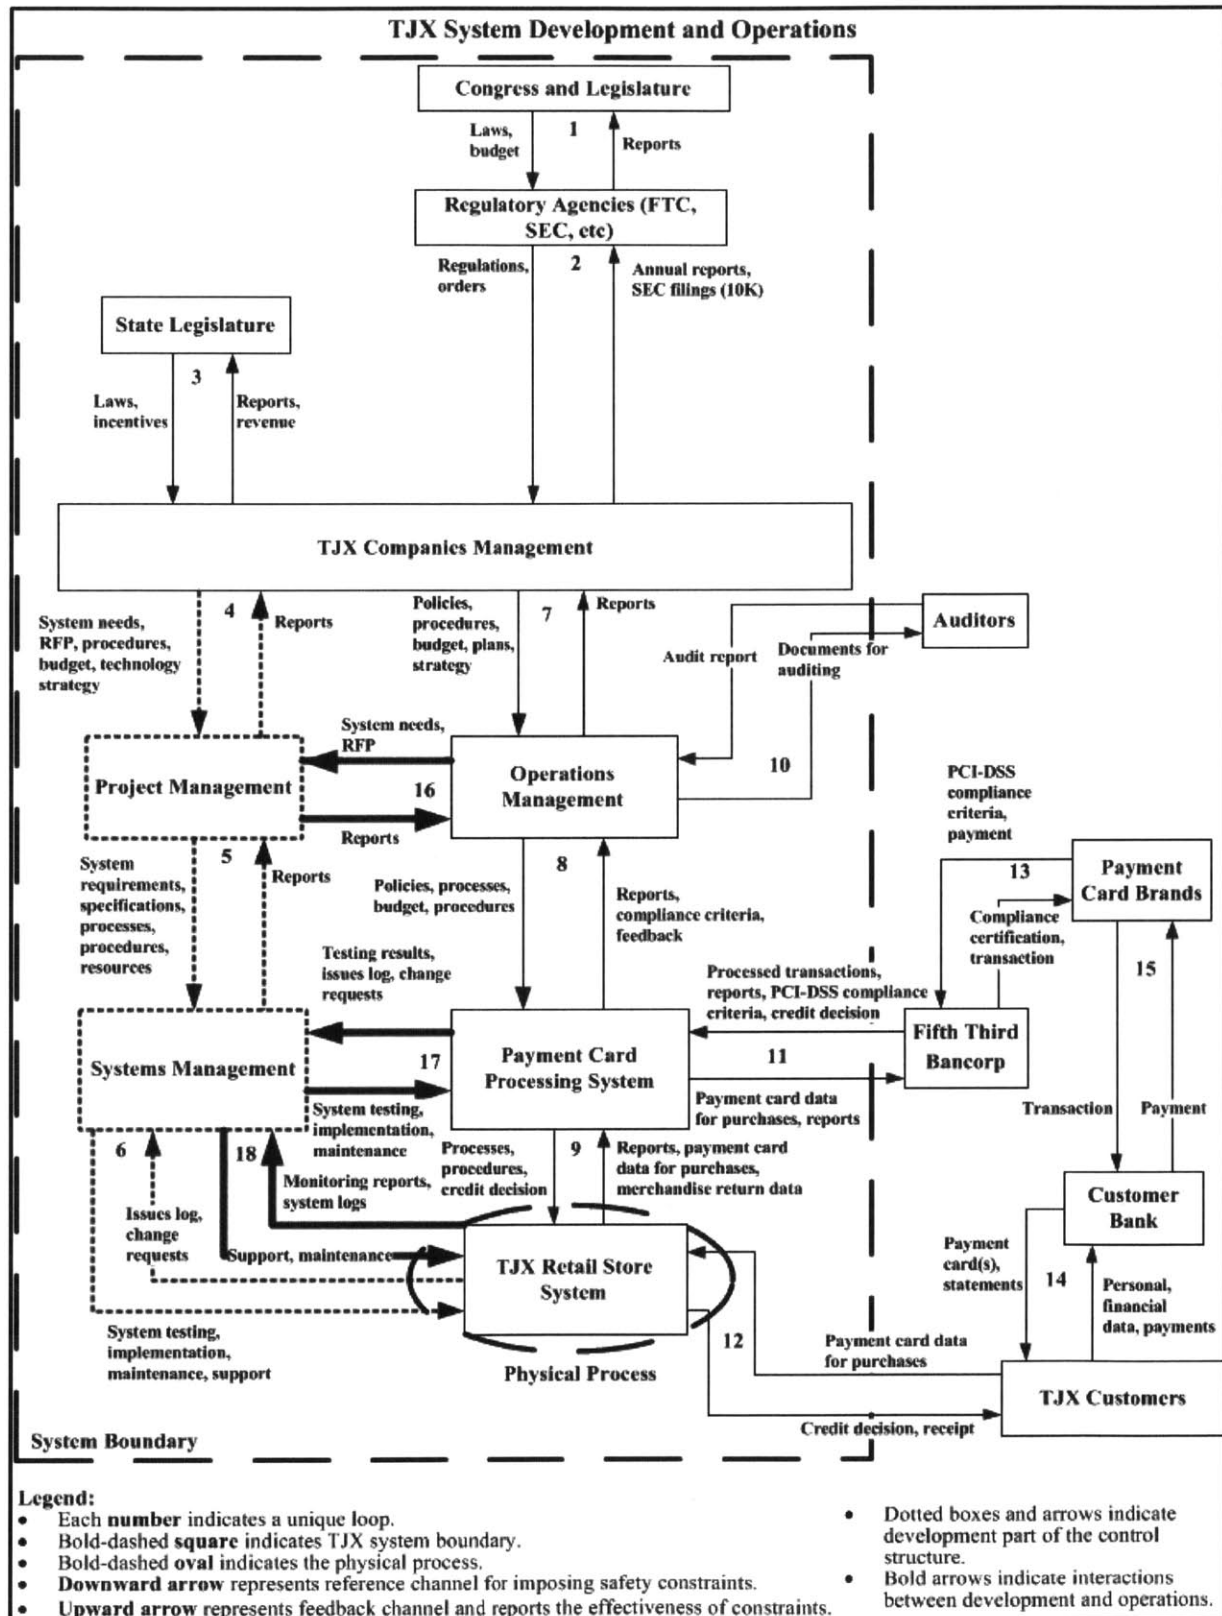 TJX System Development and Operations
Congress and Legislature
Laws,
budget
1
Reports
Regulatory Agencies (FTC,
SEC, etc)
Regulations,
orders
2
Annual reports,
SEC filings (10K)
State Legislature
3
Laws,
incentives
Reports,
revenue
TJX Companies Management
System needs,
RFP, procedures,
budget, technology
strategy
4
Reports
Policies,
procedures,
budget, plans,
strategy
7
Reports
Auditors
Audit report
Documents for
auditing
System needs,
RFP
Project Management
16
Reports
Operations
Management
10
PCI-DSS
compliance
criteria,
payment
13
Payment
Card Brands
System
requirements,
specifications,
processes,
procedures,
resources
5
Reports
Policies, processes,
budget, procedures
8
Reports,
compliance criteria,
feedback
Compliance
certification,
transaction
15
Testing results,
issues log, change
requests
Processed transactions,
reports, PCI-DSS compliance
criteria, credit decision
Systems Management
17
Payment Card
Processing System
11
Fifth Third
Bancorp
System testing,
implementation,
maintenance
Payment card data
for purchases, reports
Transaction
Payment
6
18
Monitoring reports,
system logs
Processes,
procedures,
credit decision
9
Reports, payment card
data for purchases,
merchandise return data
Customer
Bank
Issues log,
change
requests
Support, maintenance
TJX Retail Store
System
Payment
card(s),
statements
14
Personal,
financial
data, payments
System testing,
implementation,
maintenance, support
Physical Process
12
Payment card data
for purchases
TJX Customers
Credit decision, receipt
System Boundary
Legend:
• Each number indicates a unique loop.
• Bold-dashed square indicates TJX system boundary.
• Bold-dashed oval indicates the physical process.
• Downward arrow represents reference channel for imposing safety constraints.
• Upward arrow represents feedback channel and reports the effectiveness of constraints.
• Dotted boxes and arrows indicate
development part of the control
structure.
• Bold arrows indicate interactions
between development and operations.